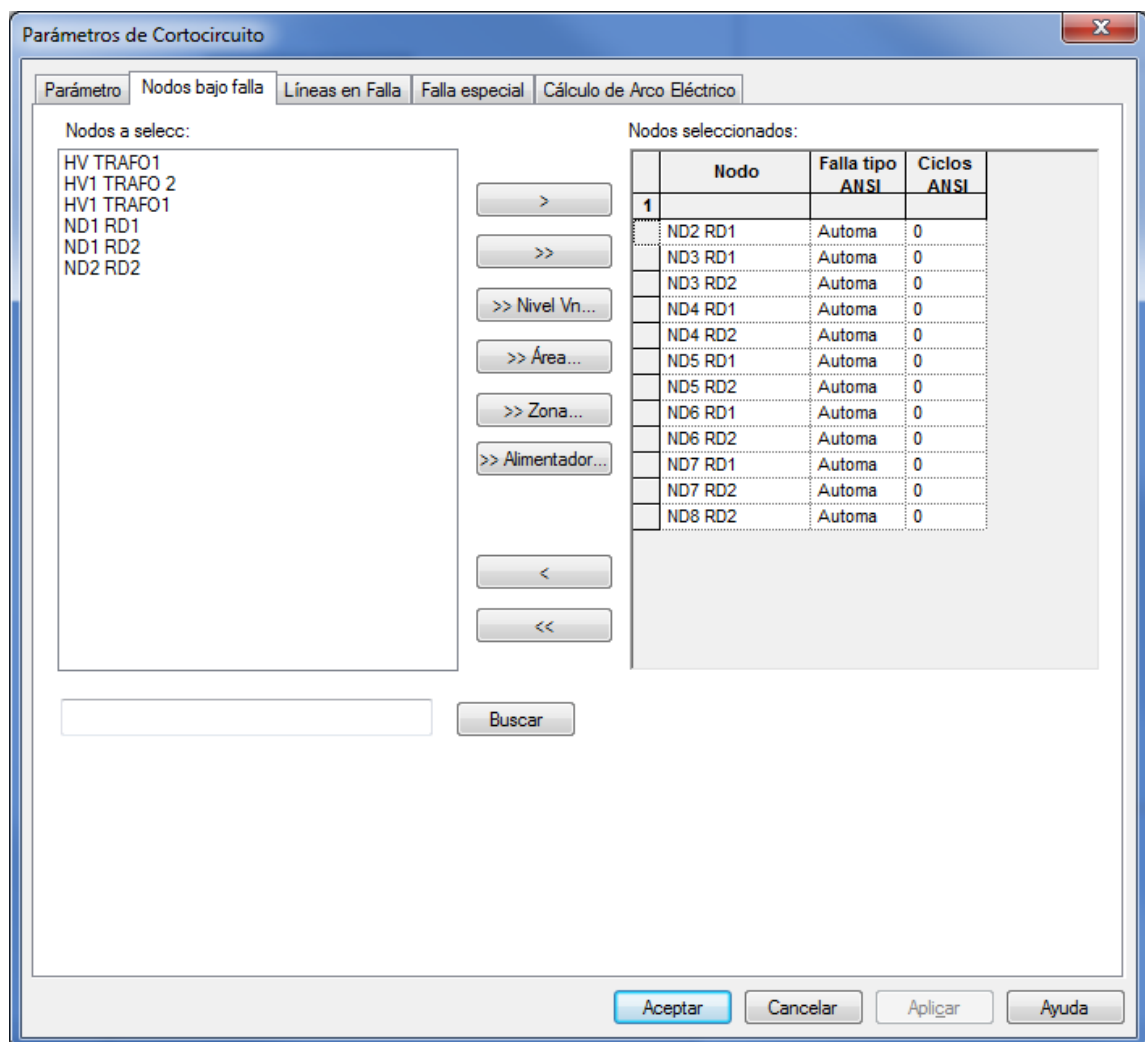 Parámetros de Cortocircuito
x
Parámetro Nodos bajo falla Líneas en Falla Falla especial Cálculo de Arco Eléctrico
Nodos a selecc:
HV TRAFO1
HV1 TRAFO 2
HV1 TRAFO1
ND1 RD1
ND1 RD2
ND2 RD2
>
>>
>> Nivel Vn...
>> Área...
>> Zona...
>> Alimentador...
<
<<
Nodos seleccionados:
Nodo Falla tipo ANSI Ciclos ANSI
1
ND2 RD1 Automa 0
ND3 RD1 Automa 0
ND3 RD2 Automa 0
ND4 RD1 Automa 0
ND4 RD2 Automa 0
ND5 RD1 Automa 0
ND5 RD2 Automa 0
ND6 RD1 Automa 0
ND6 RD2 Automa 0
ND7 RD1 Automa 0
ND7 RD2 Automa 0
ND8 RD2 Automa 0
Buscar
Aceptar Cancelar Aplicar Ayuda